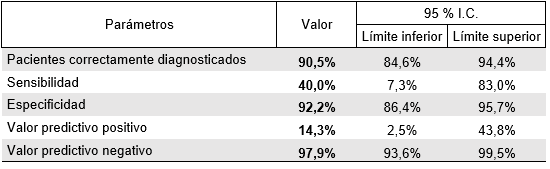 Parámetros Valor 95 % I.C.
Límite inferior Límite superior
Pacientes correctamente diagnosticados 90,5% 84,6% 94,4%
Sensibilidad 40,0% 7,3% 83,0%
Especificidad 92,2% 86,4% 95,7%
Valor predictivo positivo 14,3% 2,5% 43,8%
Valor predictivo negativo 97,9% 93,6% 99,5%